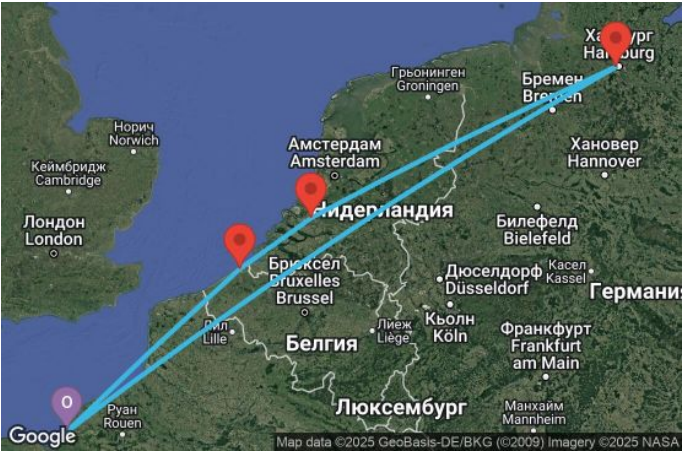 Хамбург
Hamburg
Грьонинген
Groningen
Бремен
Bremen
Норич
Norwich
Амстердам
Amsterdam
Хановер
Hannover
Кеймбридж
Cambridge
Нидерландия
Лондон
London
Билефелд
Bielefeld
Брюксел
Bruxelles
Brussel
Дюселдорф
Düsseldorf
Касел
Kassel
Германия
Лил
Lille
Лиеж
Liège
Кьолн
Köln
Белгия
Франкфурт
Frankfurt
am Main
O
Люксембург
Руан
Rouen
Манхайм
Mannheim
Google
Map data ©2025 GeoBasis-DE/BKG (©2009) Imagery ©2025 NASA